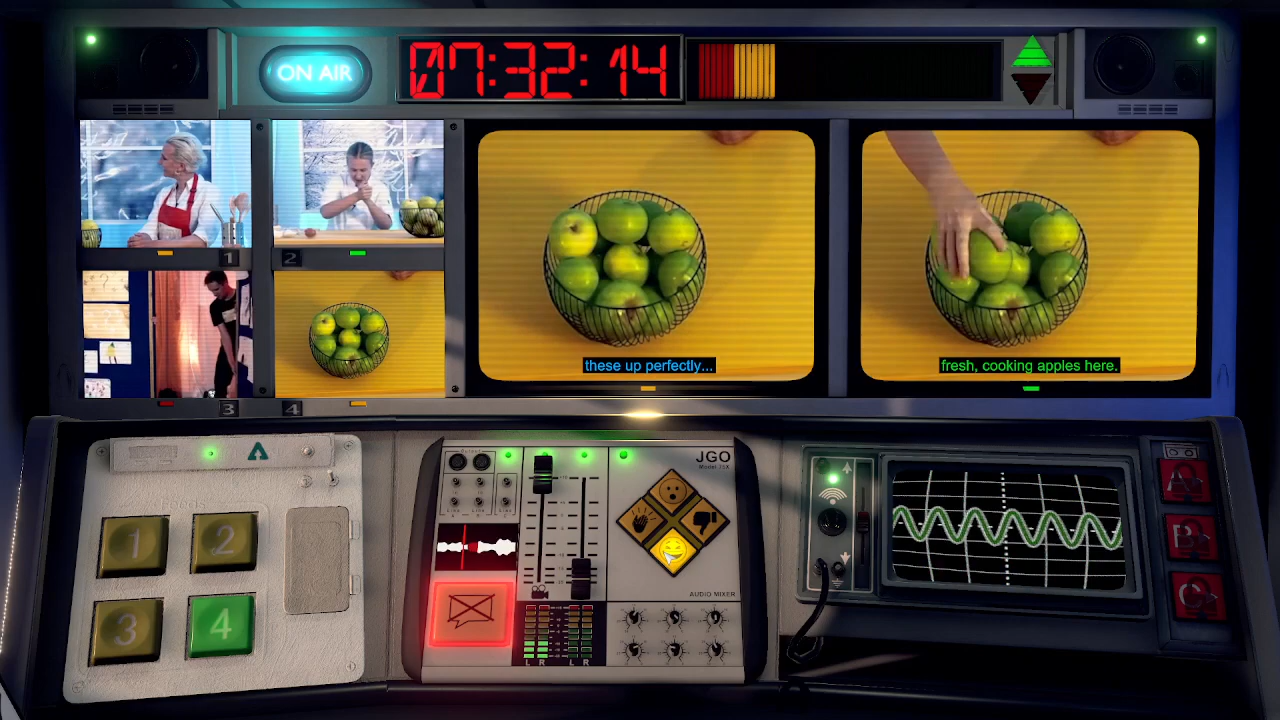 ON AIR
07:32:14
1
2
3
4
these up perfectly...
fresh, cooking apples here.
1
2
3
4
JGO
AUDIO MIXER
L R L R
A
B
C